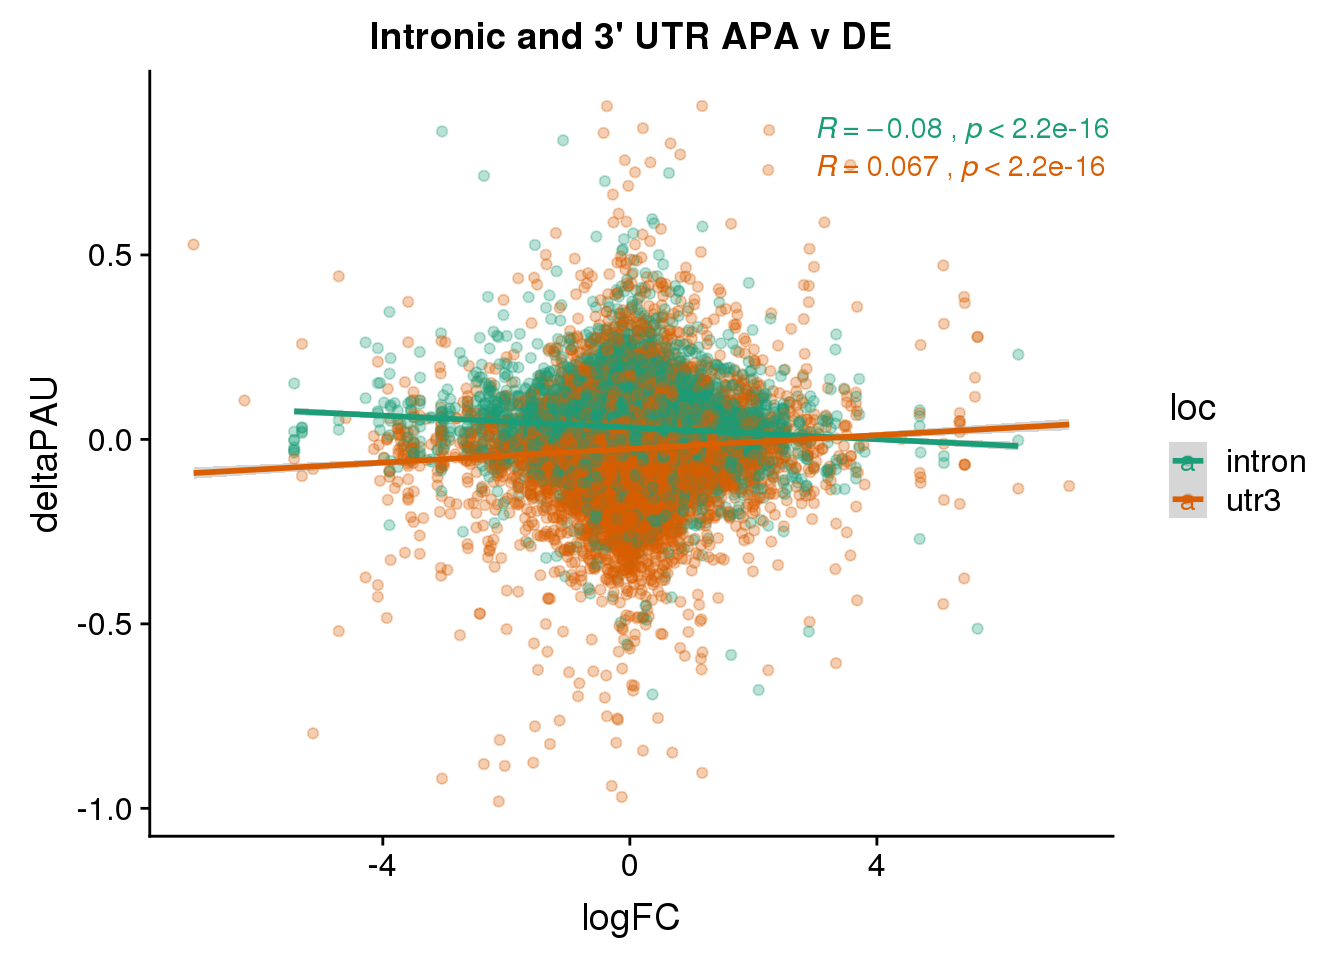 Intronic and 3' UTR APA v DE
R = −0.08 , p < 2.2e-16
R = 0.067 , p < 2.2e-16
0.5
0.0
-0.5
-1.0
deltaPAU
-4 0 4
logFC
loc
a intron
a utr3